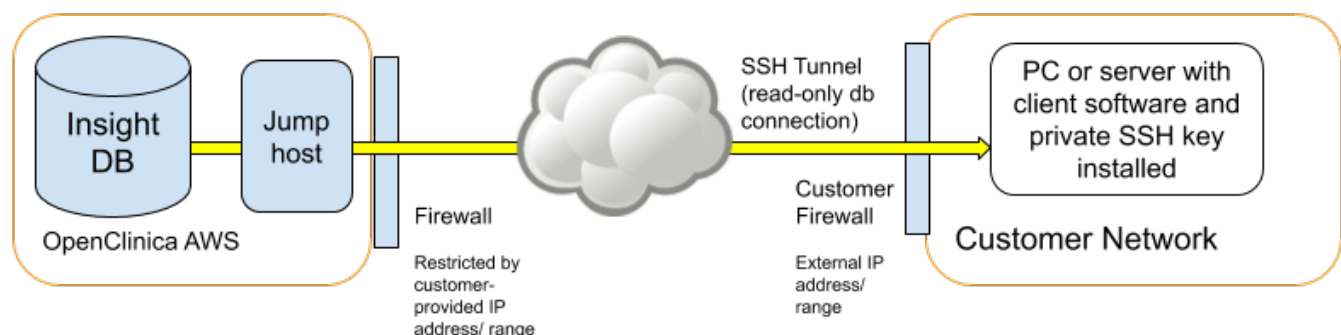 Insight
DB
Jump
host
OpenClinica AWS
Firewall
Restricted by
customer-
provided IP
address/ range
SSH Tunnel
(read-only db
connection)
Customer
Firewall
External IP
address/
range
PC or server with
client software and
private SSH key
installed
Customer Network